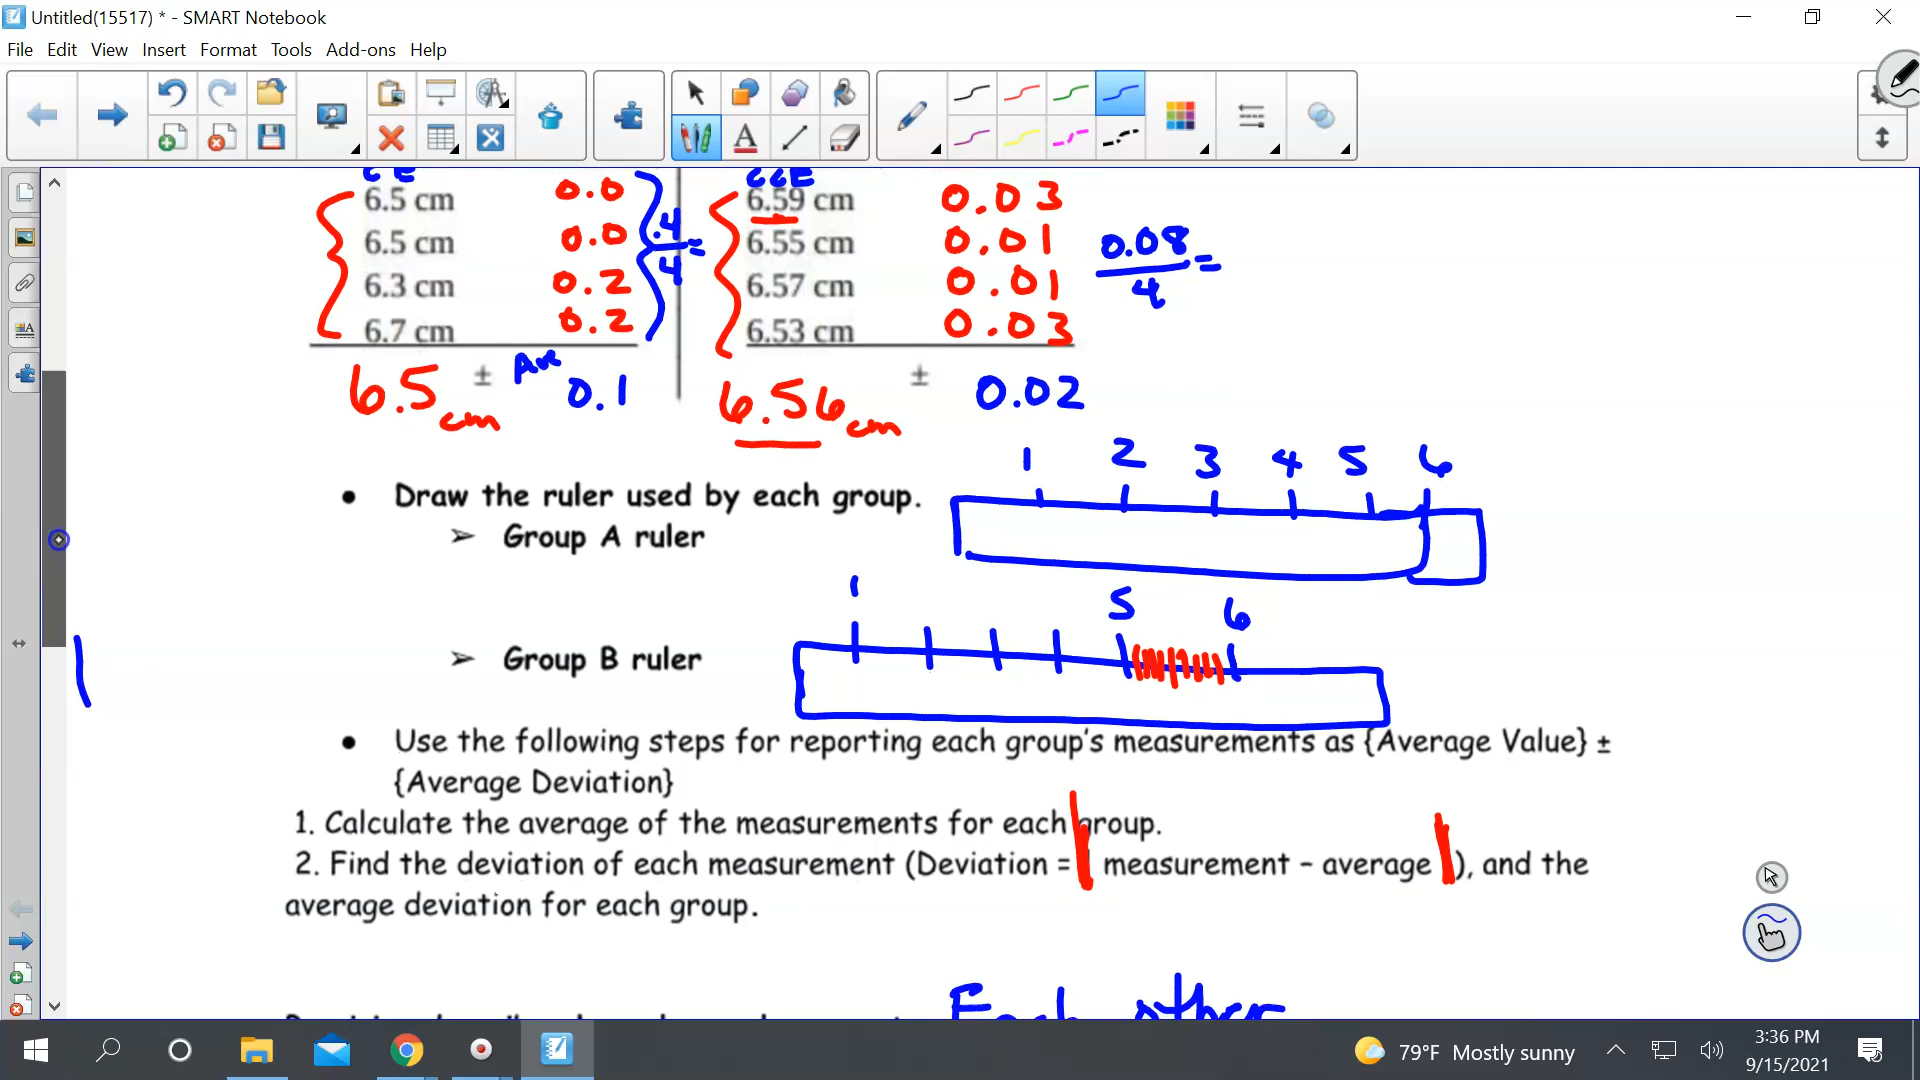 Untitled(15517) * - SMART Notebook
File Edit View Insert Format Tools Add-ons Help
6.5 cm 0.0 6.59 cm 0.03
6.5 cm 0.0 .4/4 = 6.55 cm 0.01 0.08/4 =
6.3 cm 0.2 6.57 cm 0.01
6.7 cm 0.2 6.53 cm 0.03
6.5 cm ± Ave 0.1 6.56 cm ± 0.02
1 2 3 4 5 6
• Draw the ruler used by each group.
➢ Group A ruler
1 5 6
➢ Group B ruler
• Use the following steps for reporting each group's measurements as {Average Value} ±
{Average Deviation}
1. Calculate the average of the measurements for each group.
2. Find the deviation of each measurement (Deviation = | measurement – average |), and the
average deviation for each group.
Each other
79°F Mostly sunny
3:36 PM
9/15/2021